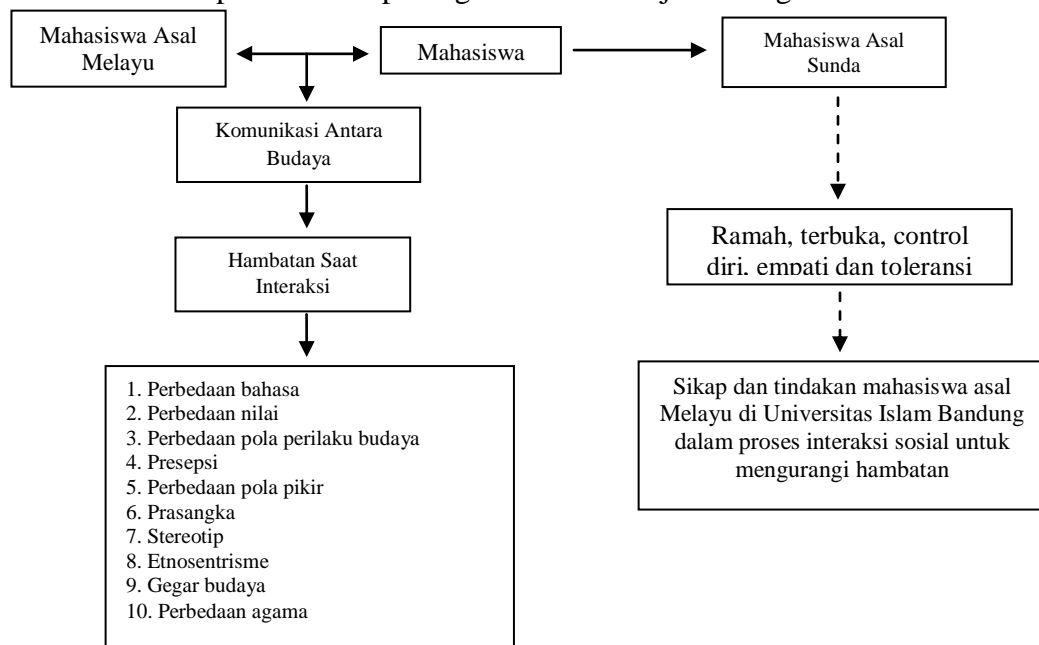 Mahasiswa Asal
Melayu
Mahasiswa
Mahasiswa Asal
Sunda
Komunikasi Antara
Budaya
Hambatan Saat
Interaksi
Ramah, terbuka, control
diri, empati dan toleransi
1. Perbedaan bahasa
2. Perbedaan nilai
3. Perbedaan pola perilaku budaya
4. Presepsi
5. Perbedaan pola pikir
6. Prasangka
7. Stereotip
8. Etnosentrisme
9. Gegar budaya
10. Perbedaan agama
Sikap dan tindakan mahasiswa asal
Melayu di Universitas Islam Bandung
dalam proses interaksi sosial untuk
mengurangi hambatan